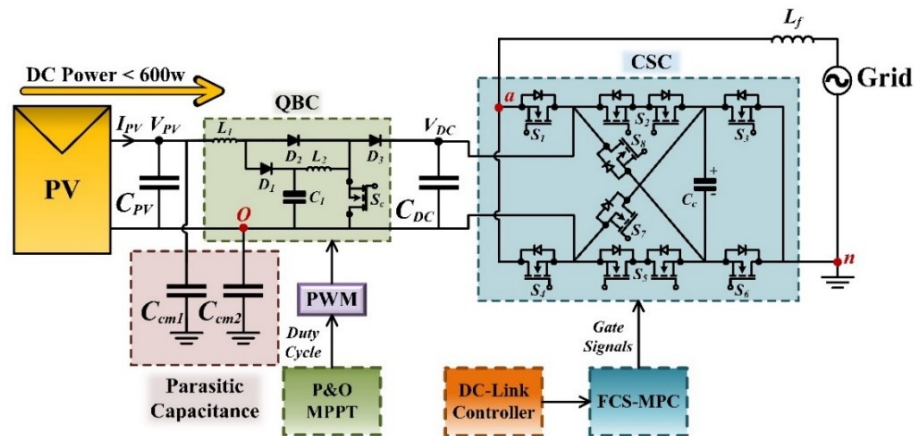 DC Power < 600w
QBC
CSC
L_f
Grid
I_PV V_PV
L_1
D_2
D_3
V_DC
a
S_1
S_2
S_3
S_8
D_1
L_2
PV
C_PV
C_1
S_c
C_DC
C_c
+
-
O
S_7
n
S_4
S_5
S_6
C_cm1
C_cm2
PWM
Duty
Cycle
Gate
Signals
Parasitic
Capacitance
P&O
MPPT
DC-Link
Controller
FCS-MPC